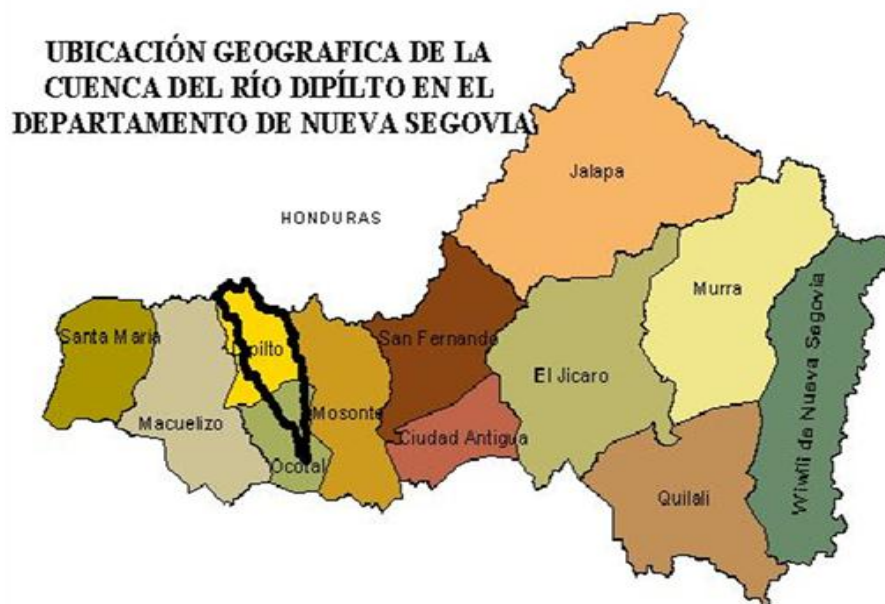 UBICACIÓN GEOGRAFICA DE LA
CUENCA DEL RÍO DIPÍLTO EN EL
DEPARTAMENTO DE NUEVA SEGOVIA
Jalapa
HONDURAS
Murra
Santa Maria
pilto
San Fernando
El Jicaro
Wiwili de Nueva Segovia
Macuelizo
Mosonte
Ciudad Antigua
Ocotal
Quilali